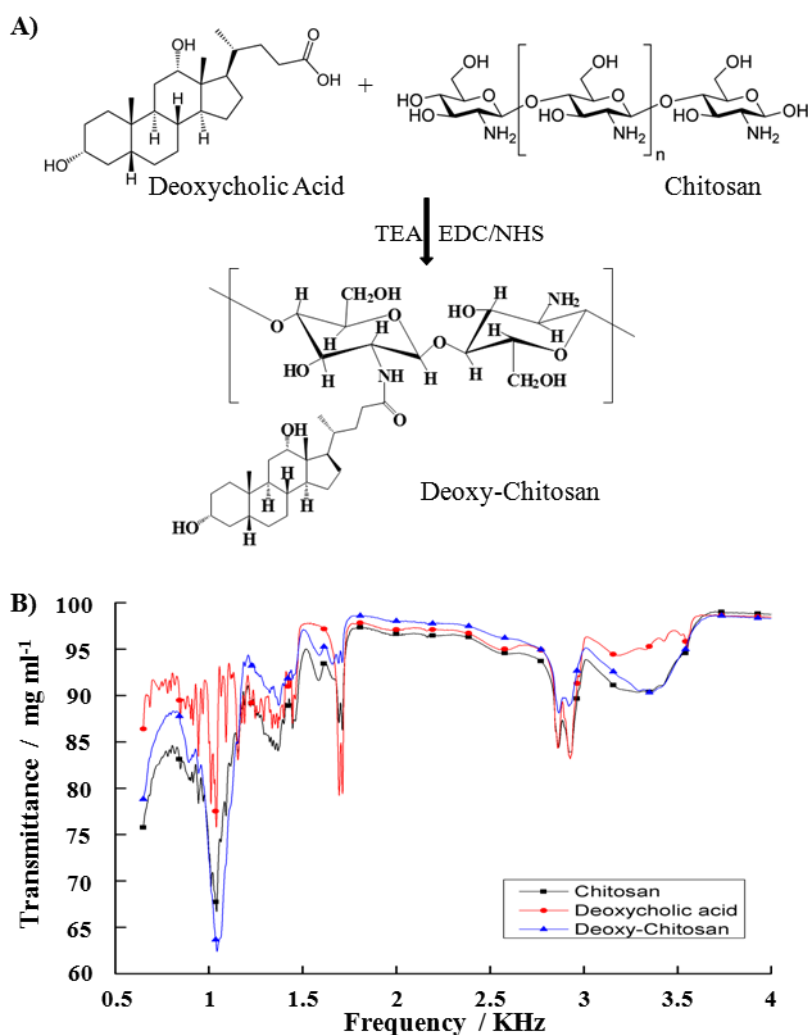 A)
OH
O
OH
H
H
H
H
HO
Deoxycholic Acid
+
OH
HO
HO
O
NH2
OH
O
HO
O
NH2
n
OH
O
HO
OH
NH2
Chitosan
TEA EDC/NHS
H
CH2OH
O
H
O
H
HO
H
NH
H
O
HO
H
NH2
H
H
O
CH2OH
O
OH
H
H
H
HO
H
Deoxy-Chitosan
B)
Transmittance / mg ml-1
100
95
90
85
80
75
70
65
60
Chitosan
Deoxycholic acid
Deoxy-Chitosan
0.5 1 1.5 2 2.5 3 3.5 4
Frequency / KHz